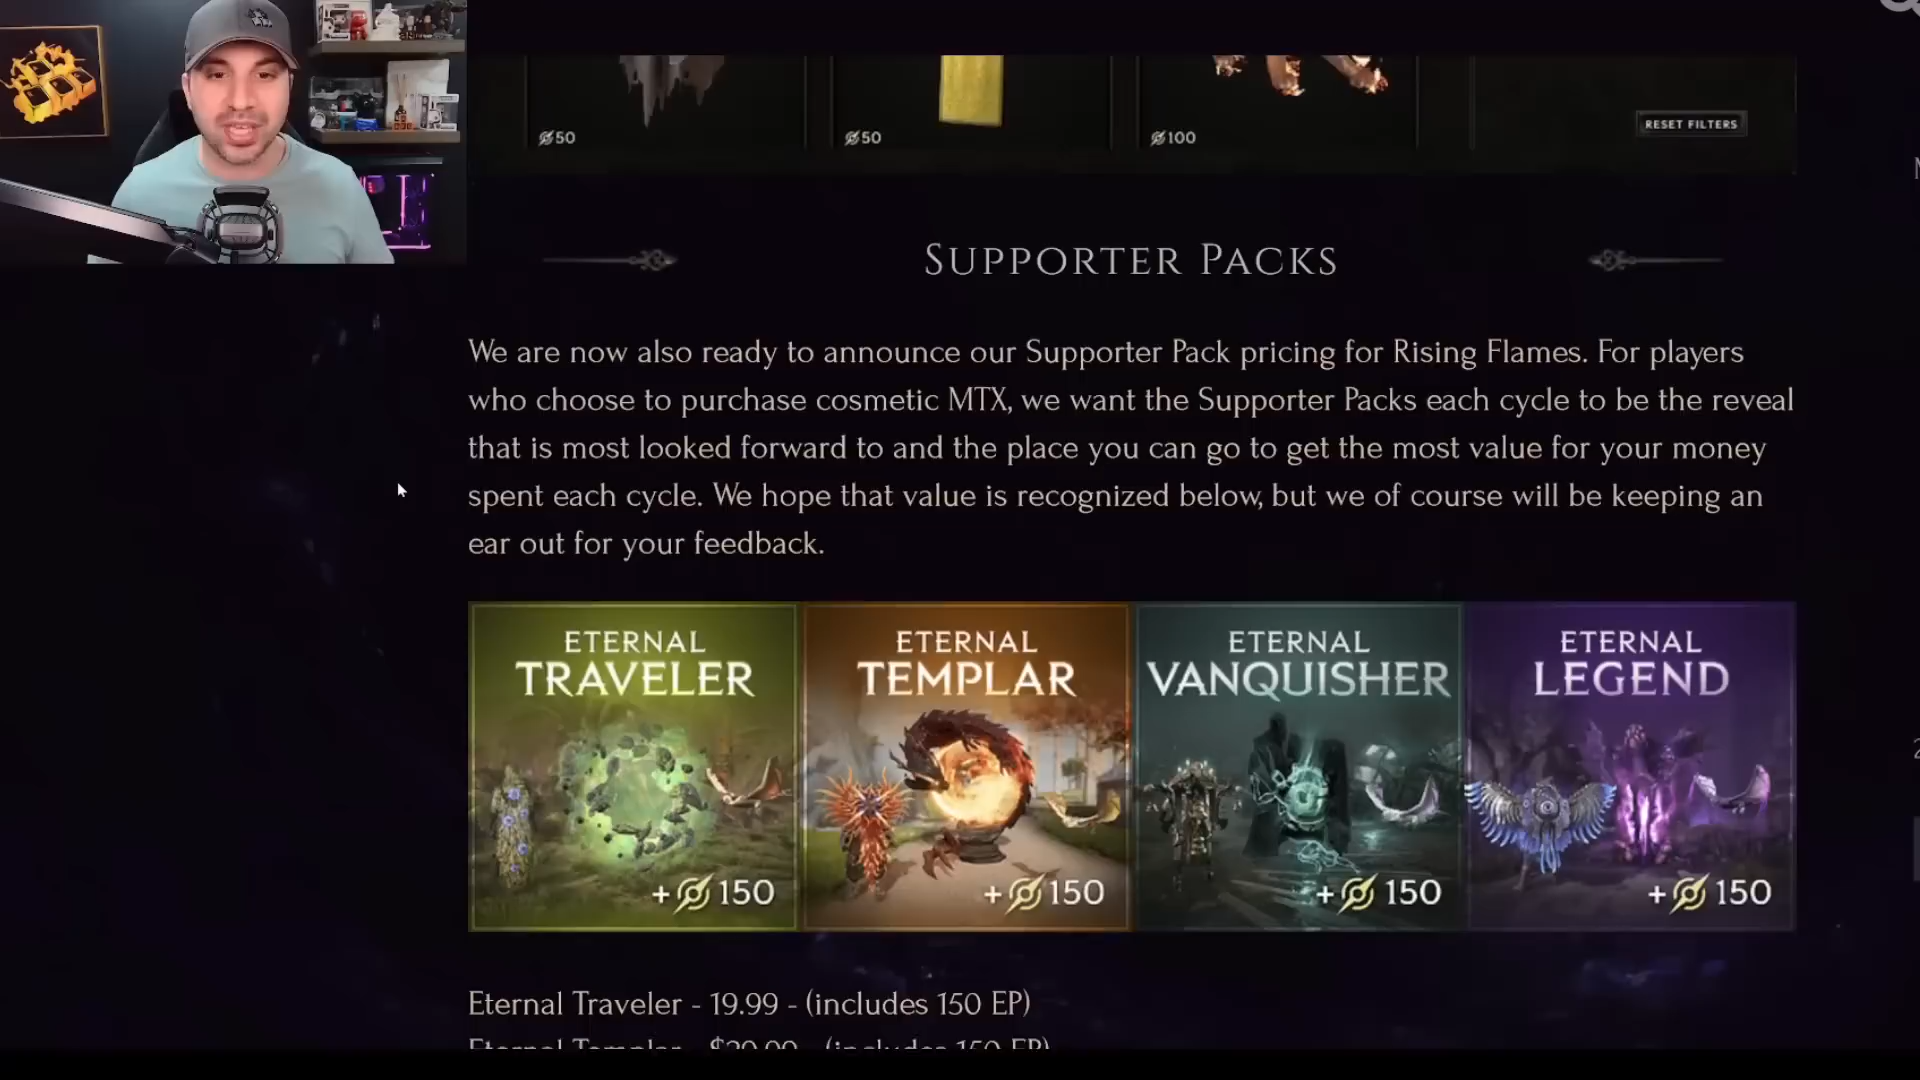 50
50
100
RESET FILTERS
SUPPORTER PACKS
We are now also ready to announce our Supporter Pack pricing for Rising Flames. For players
who choose to purchase cosmetic MTX, we want the Supporter Packs each cycle to be the reveal
that is most looked forward to and the place you can go to get the most value for your money
spent each cycle. We hope that value is recognized below, but we of course will be keeping an
ear out for your feedback.
ETERNAL
TRAVELER
+ 150
ETERNAL
TEMPLAR
+ 150
ETERNAL
VANQUISHER
+ 150
ETERNAL
LEGEND
+ 150
Eternal Traveler - 19.99 - (includes 150 EP)
Eternal Templar - (includes 150 EP)